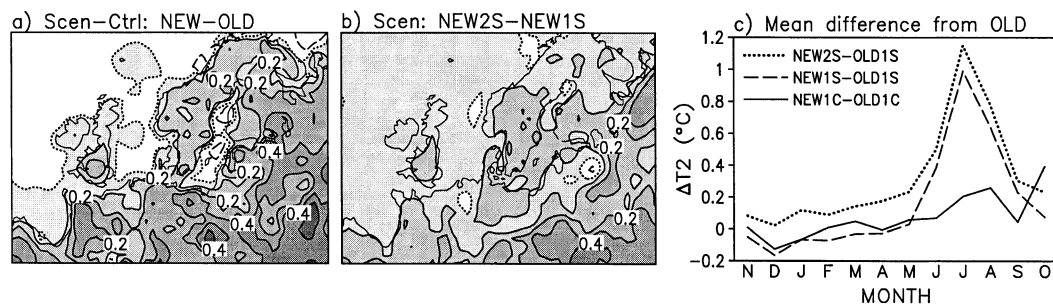 a) Scen-Ctrl: NEW-OLD
0.2
0.2
0.2
0.2
0.4
0.2
0.2
0.2
0.4
0.4
b) Scen: NEW2S-NEW1S
0.2
0.2
0.2
0.4
c) Mean difference from OLD
NEW2S-OLD1S
NEW1S-OLD1S
NEW1C-OLD1C
1.2
1
0.8
0.6
0.4
0.2
0
-0.2
ΔT2 (°C)
N D J F M A M J J A S O
MONTH